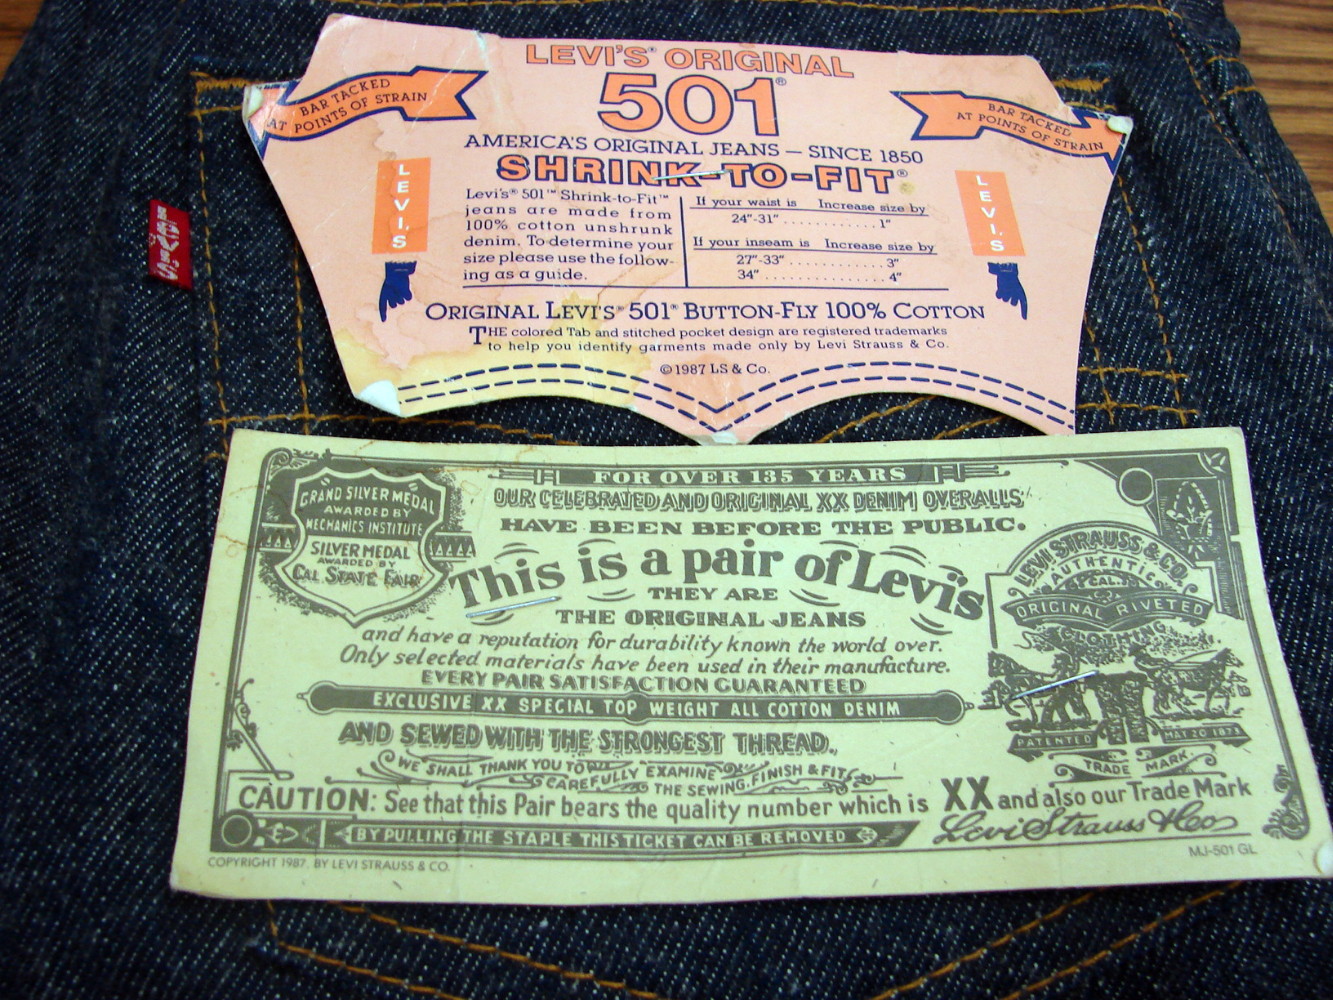 LEVI'S® ORIGINAL
501®
BAR TACKED
AT POINTS OF STRAIN
BAR TACKED
AT POINTS OF STRAIN
AMERICA'S ORIGINAL JEANS — SINCE 1850
SHRINK-TO-FIT®
LEVI'S
LEVI'S
LEVI'S
Levi's® 501™ Shrink-to-Fit™
jeans are made from
100% cotton unshrunk
denim. To determine your
size please use the follow-
ing as a guide.
If your waist is Increase size by
24"-31" . . . . . . . . . . . 1"
If your inseam is Increase size by
27"-33" . . . . . . . . . . . . 3"
34" . . . . . . . . . . . . . . . 4"
ORIGINAL LEVI'S® 501® BUTTON-FLY 100% COTTON
THE colored Tab and stitched pocket design are registered trademarks
to help you identify garments made only by Levi Strauss & Co.
©1987 LS & Co.
GRAND SILVER MEDAL
AWARDED BY
MECHANICS INSTITUTE
SILVER MEDAL
AWARDED BY
CAL. STATE FAIR
FOR OVER 135 YEARS
OUR CELEBRATED AND ORIGINAL XX DENIM OVERALLS
HAVE BEEN BEFORE THE PUBLIC.
This is a pair of Levi's
THEY ARE
THE ORIGINAL JEANS
and have a reputation for durability known the world over.
Only selected materials have been used in their manufacture.
EVERY PAIR SATISFACTION GUARANTEED
EXCLUSIVE XX SPECIAL TOP WEIGHT ALL COTTON DENIM
AND SEWED WITH THE STRONGEST THREAD.
WE SHALL THANK YOU TO
CAREFULLY EXAMINE
THE SEWING, FINISH & FIT
LEVI STRAUSS & CO.
AUTHENTIC
S.F. CAL.
ORIGINAL RIVETED
CLOTHING
PATENTED MAY 20 1873
TRADE MARK
CAUTION: See that this Pair bears the quality number which is XX and also our Trade Mark
Levi Strauss & Co
BY PULLING THE STAPLE THIS TICKET CAN BE REMOVED
COPYRIGHT 1987. BY LEVI STRAUSS & CO.
MJ-501 GL